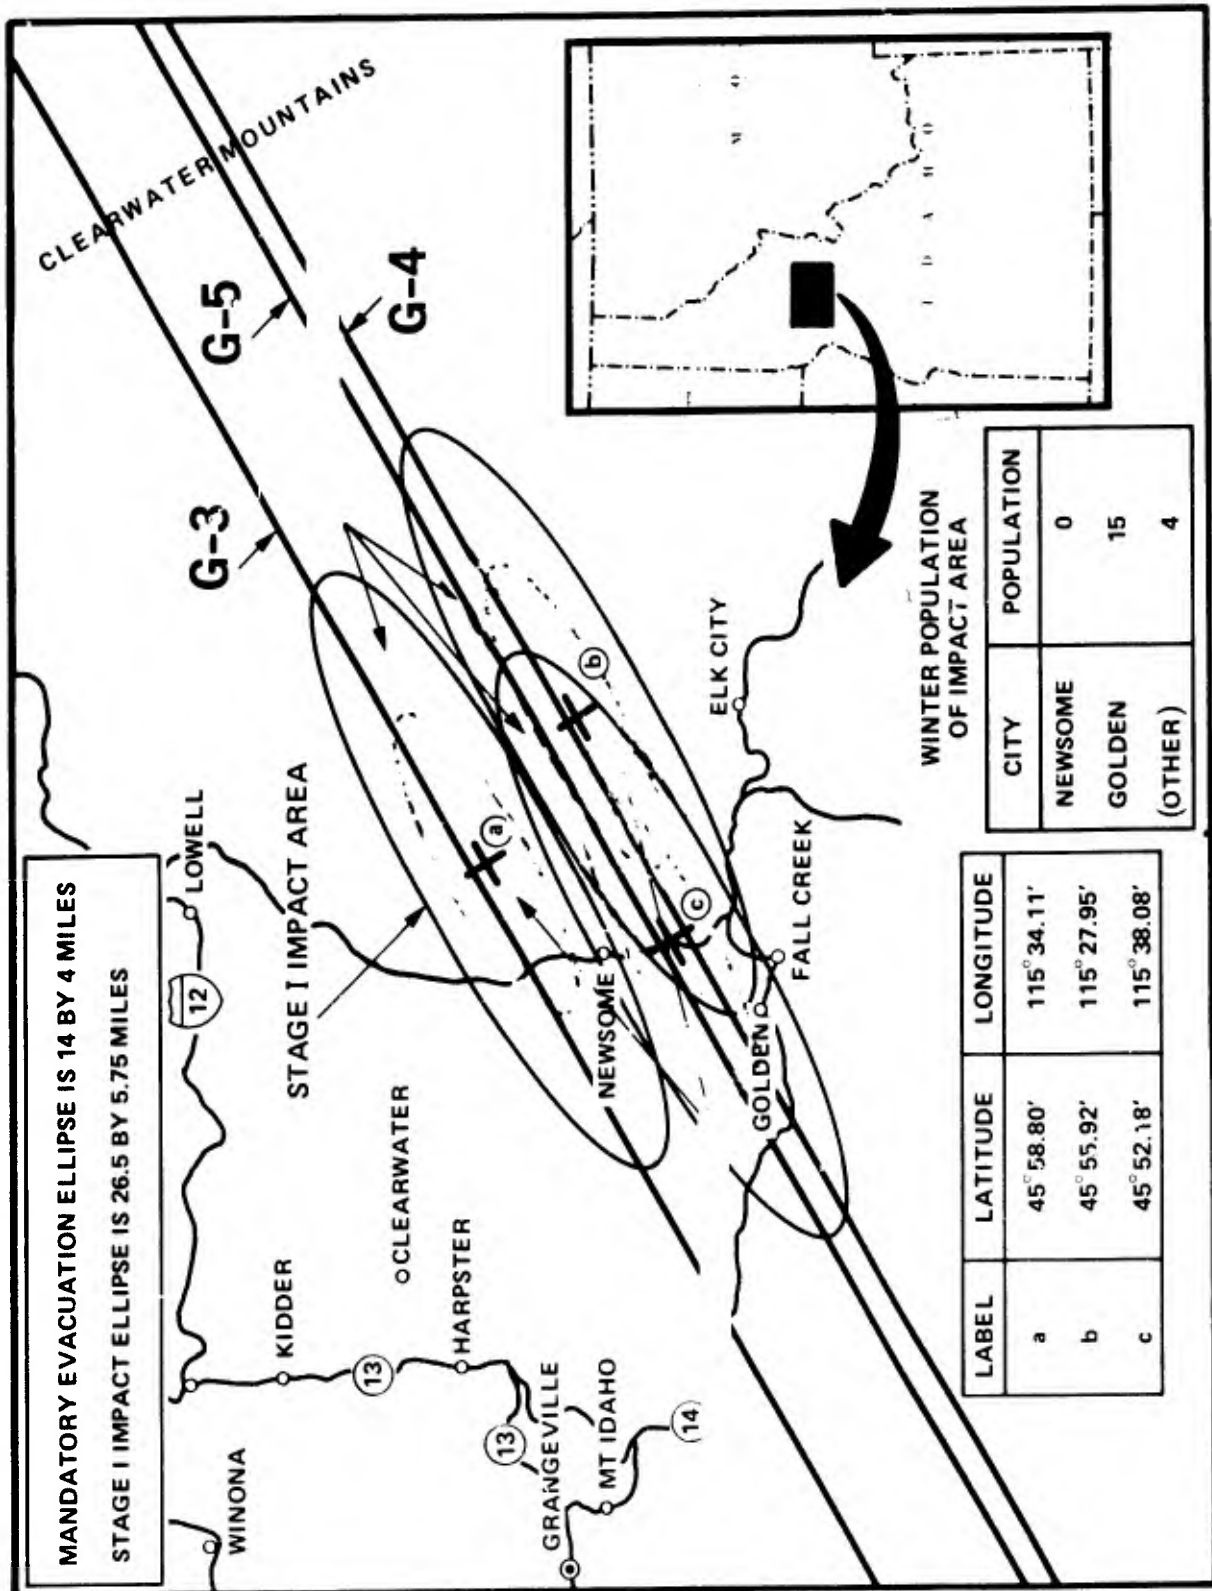 MANDATORY EVACUATION ELLIPSE IS 14 BY 4 MILES
STAGE I IMPACT ELLIPSE IS 26.5 BY 5.75 MILES
CLEARWATER MOUNTAINS
WINONA
12
LOWELL
KIDDER
13
HARPSTER
CLEARWATER
STAGE I IMPACT AREA
G-3
G-5
G-4
13
GRANGEVILLE
MT IDAHO
14
NEWSOME
a
b
c
GOLDEN
FALL CREEK
ELK CITY
M O
I D A H O
WINTER POPULATION
OF IMPACT AREA
CITY POPULATION
NEWSOME 0
GOLDEN 15
(OTHER) 4
LABEL LATITUDE LONGITUDE
a 45° 58.80' 115° 34.11'
b 45° 55.92' 115° 27.95'
c 45° 52.18' 115° 38.08'